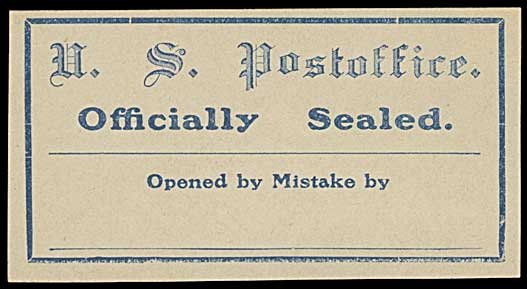 U. S. Postoffice.
Officially Sealed.
Opened by Mistake by